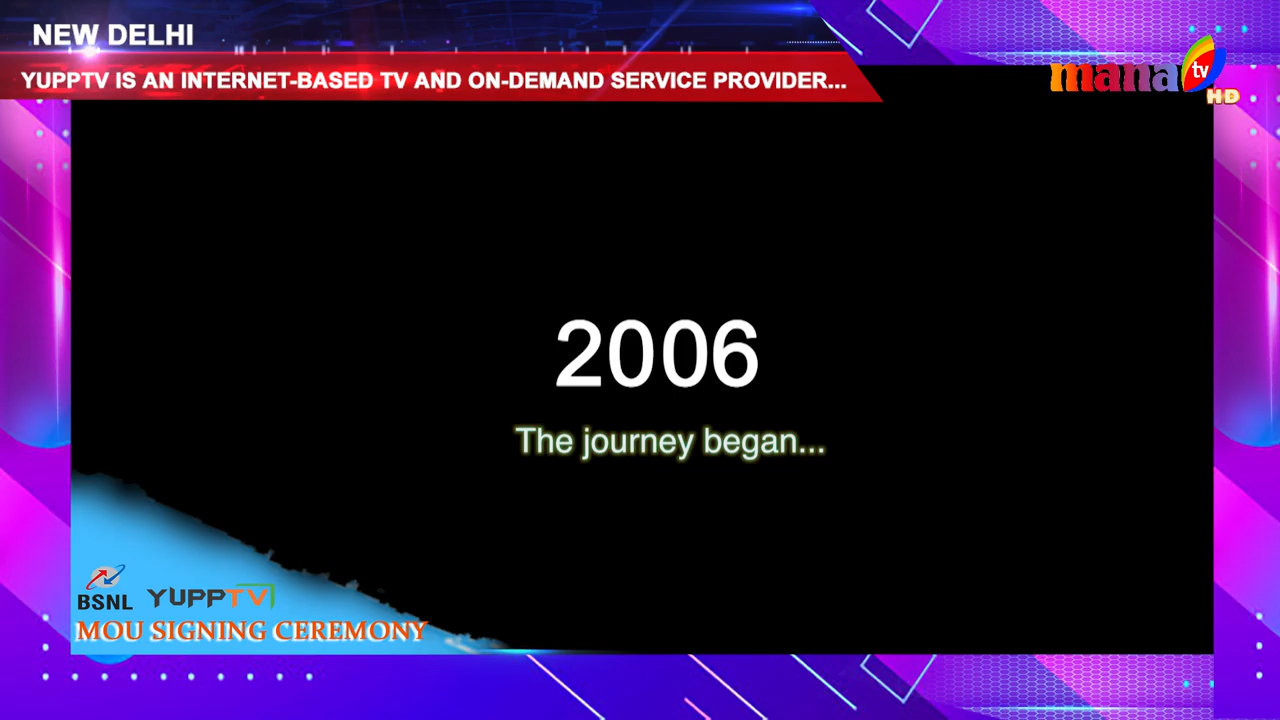 NEW DELHI
YUPPTV IS AN INTERNET-BASED TV AND ON-DEMAND SERVICE PROVIDER...
mana tv
HD
2006
The journey began...
BSNL YUPPTV
MOU SIGNING CEREMONY